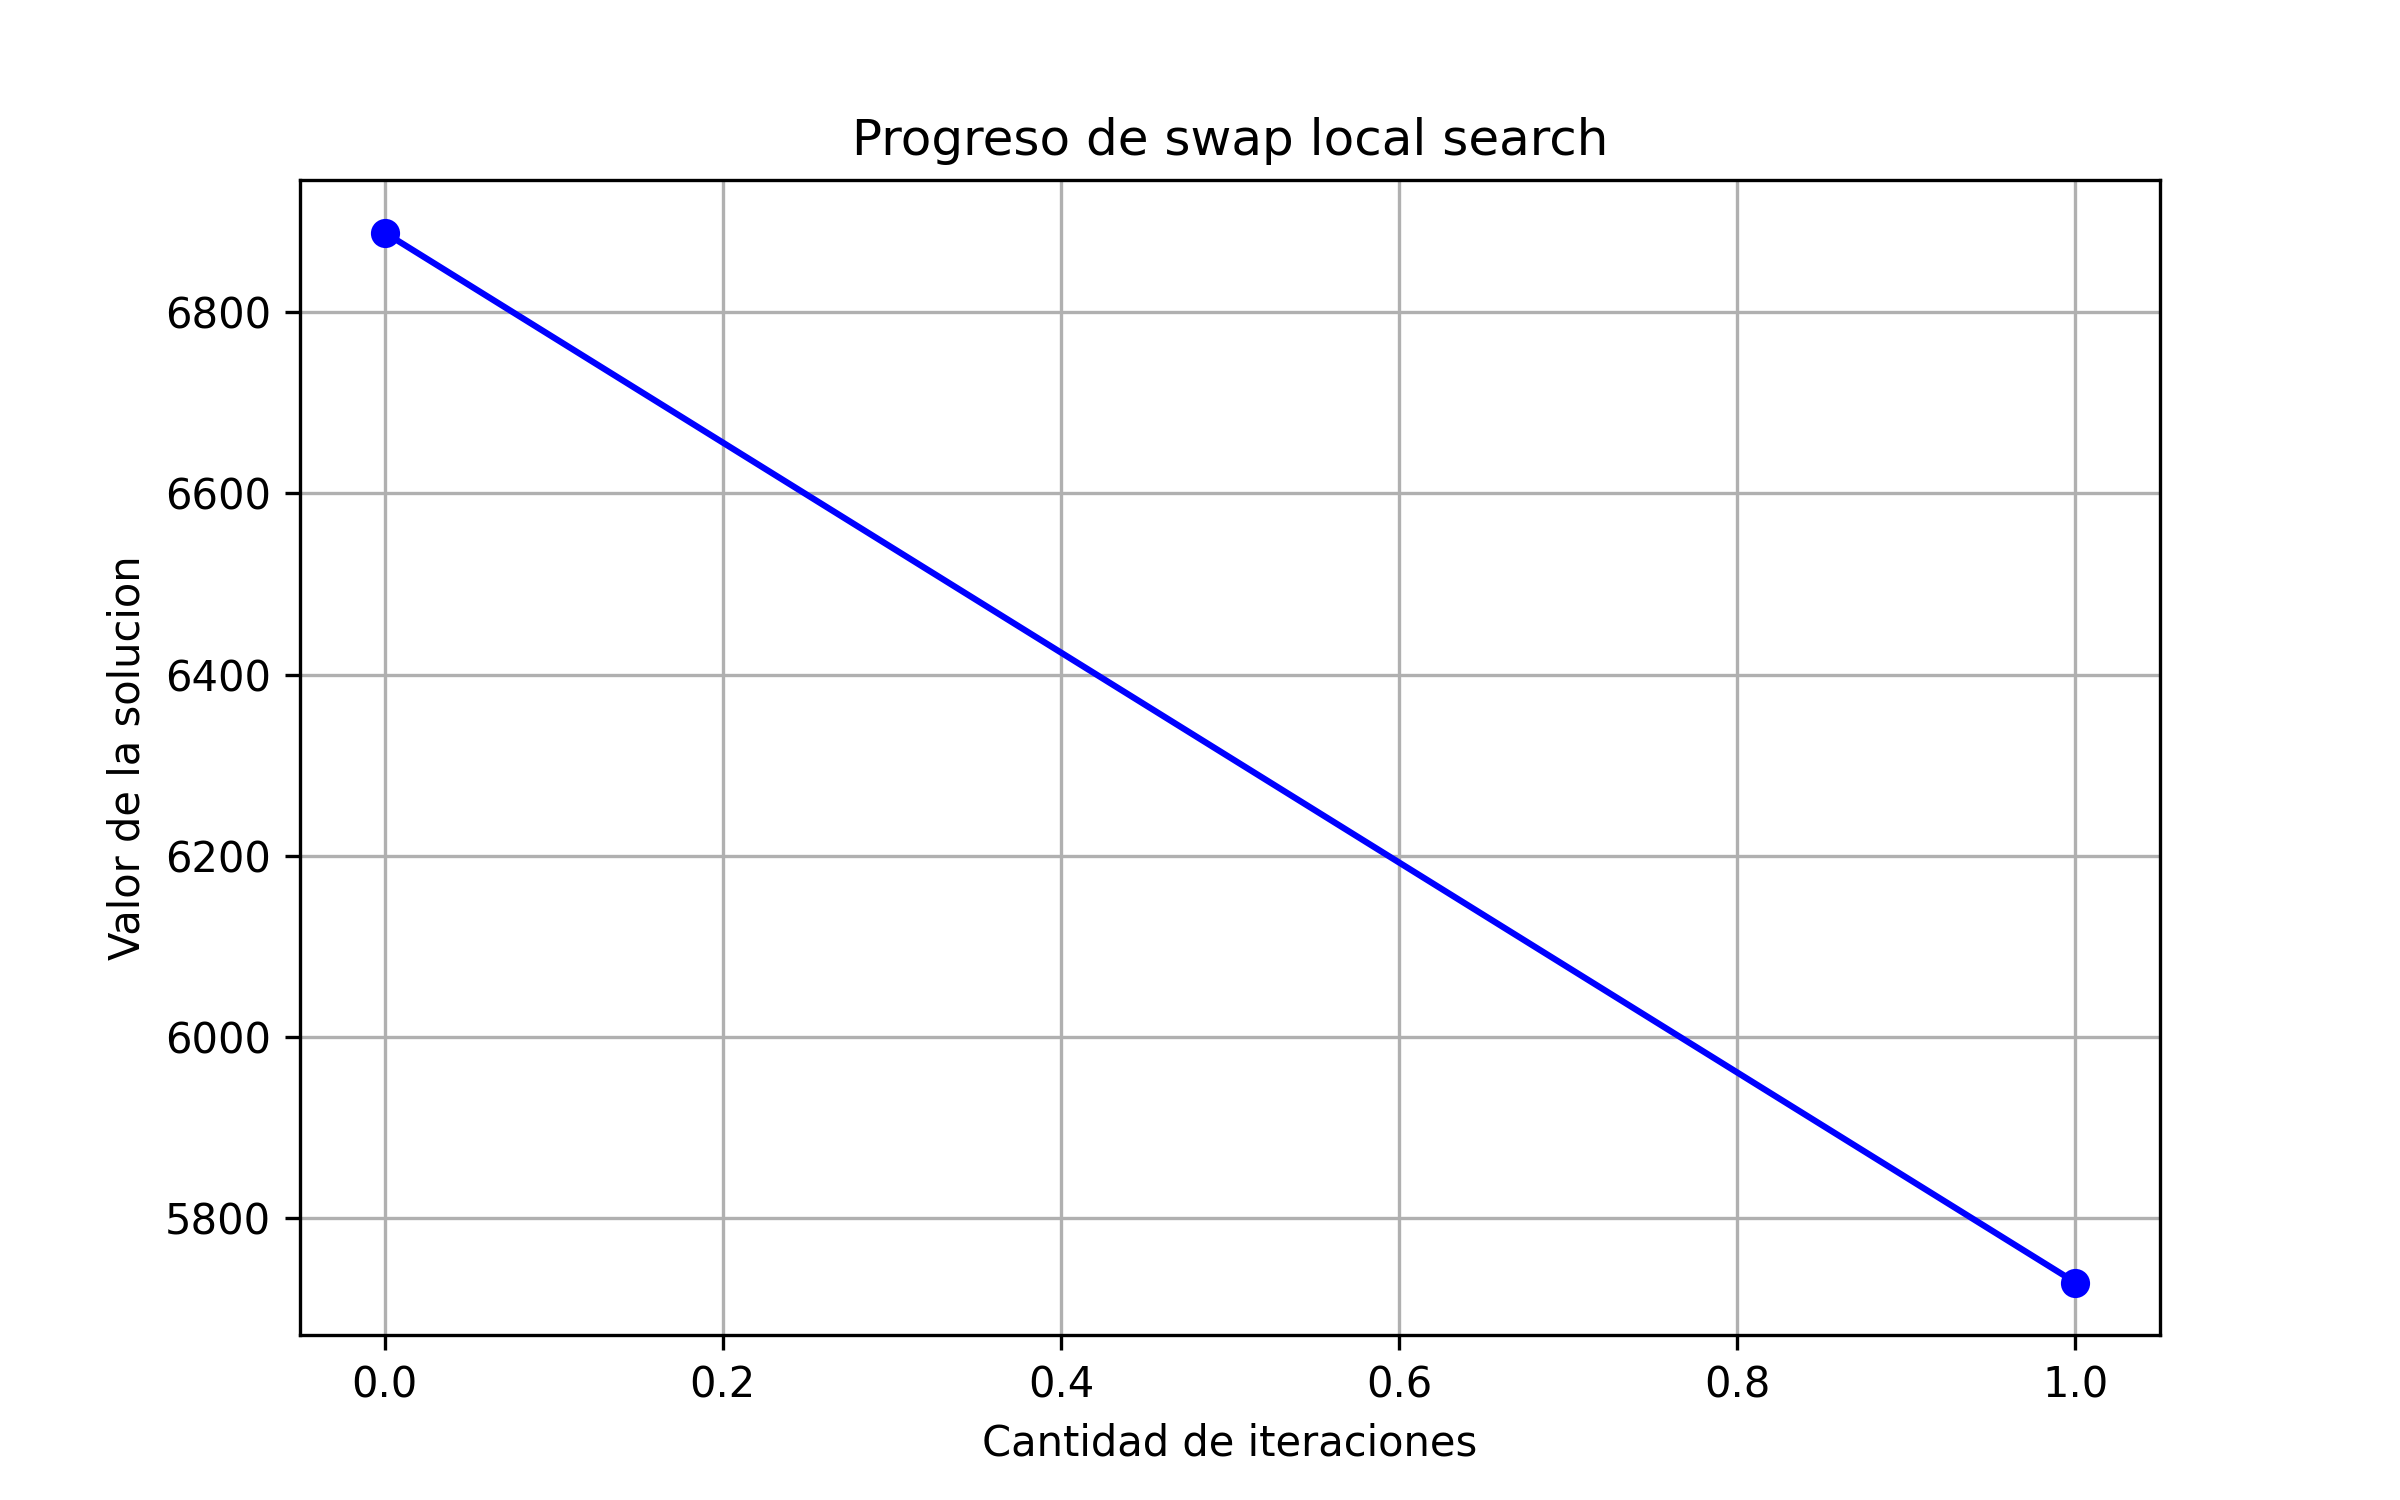 Progreso de swap local search
Valor de la solucion
6800
6600
6400
6200
6000
5800
0.0 0.2 0.4 0.6 0.8 1.0
Cantidad de iteraciones